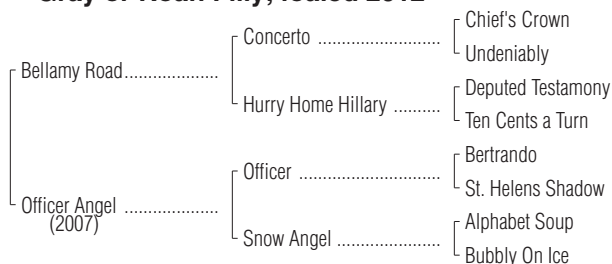 Gray or Roan Filly; foaled 2012
Chief's Crown
Concerto ............................
Undeniably
Bellamy Road.....................
Deputed Testamony
Hurry Home Hillary ..........
Ten Cents a Turn
Bertrando
Officer ................................
St. Helens Shadow
Officer Angel .....................
(2007)
Alphabet Soup
Snow Angel .......................
Bubbly On Ice